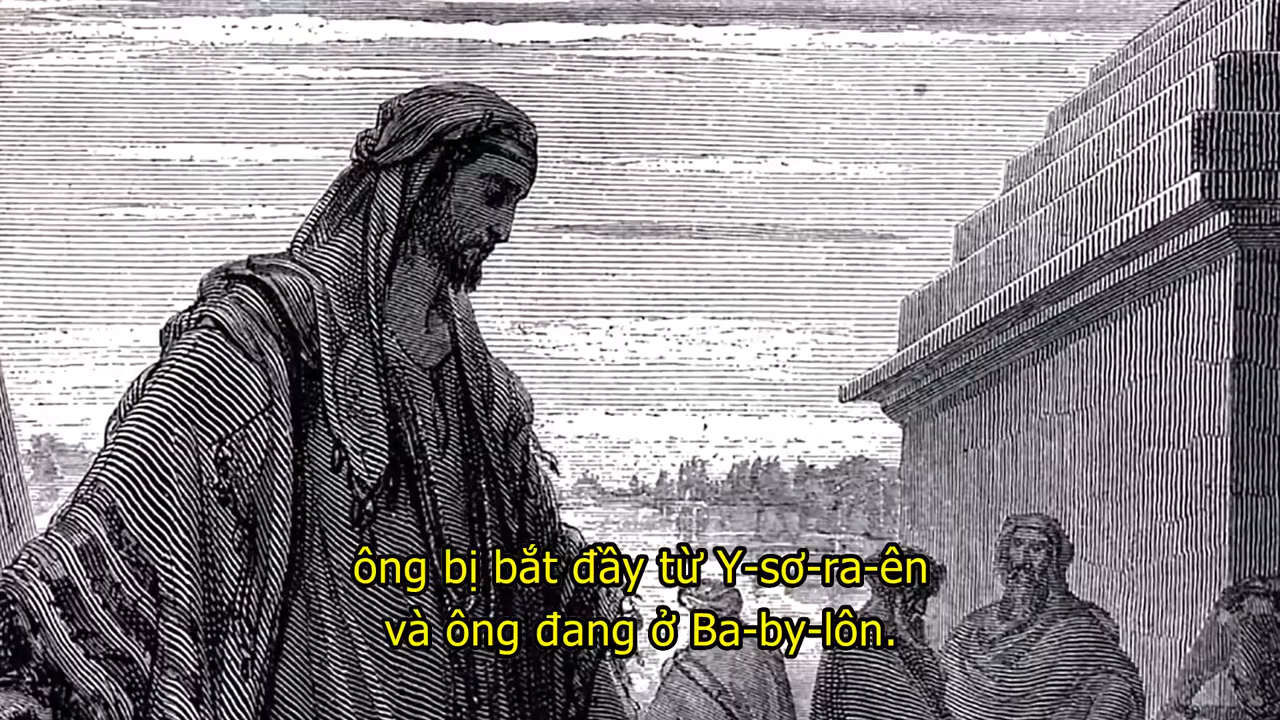 ông bị bắt đầy từ Y-sơ-ra-ên
và ông đang ở Ba-by-lôn.